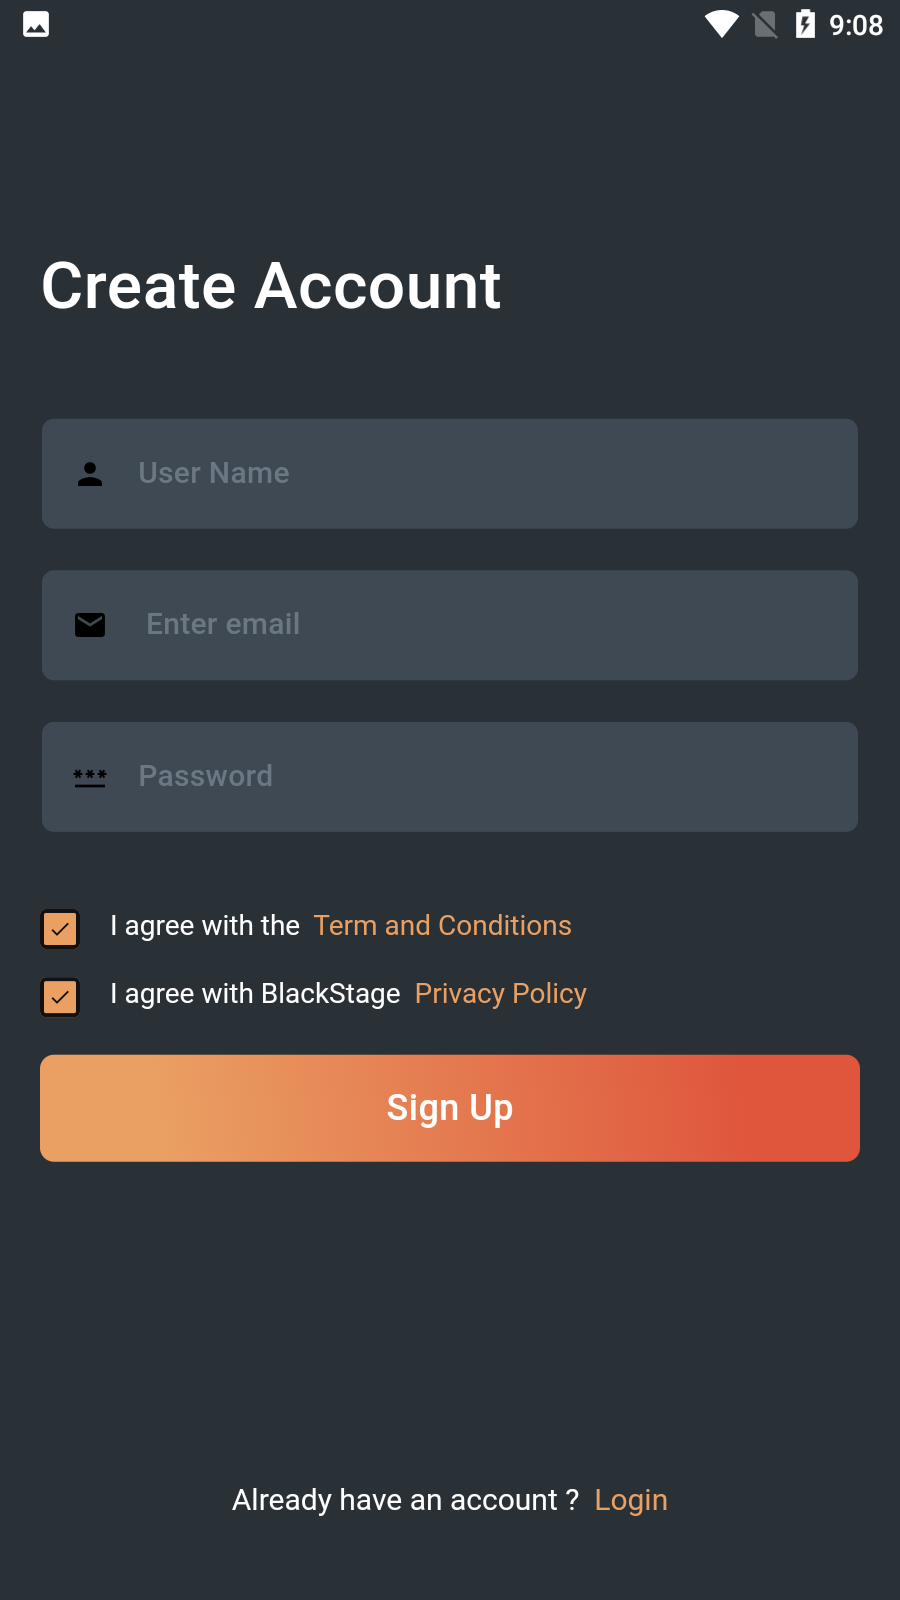 9:08
Create Account
User Name
Enter email
Password
I agree with the Term and Conditions
I agree with BlackStage Privacy Policy
Sign Up
Already have an account ? Login